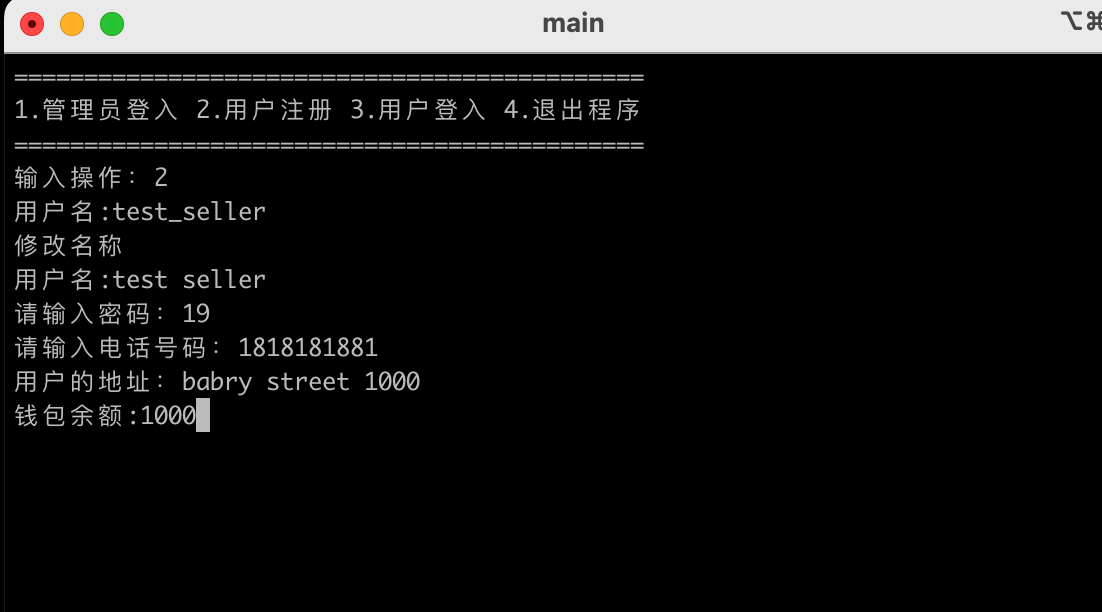 main
⌥⌘
=============================================
1.管理员登入 2.用户注册 3.用户登入 4.退出程序
=============================================
输入操作: 2
用户名:test_seller
修改名称
用户名:test seller
请输入密码: 19
请输入电话号码: 1818181881
用户的地址: babry street 1000
钱包余额:1000